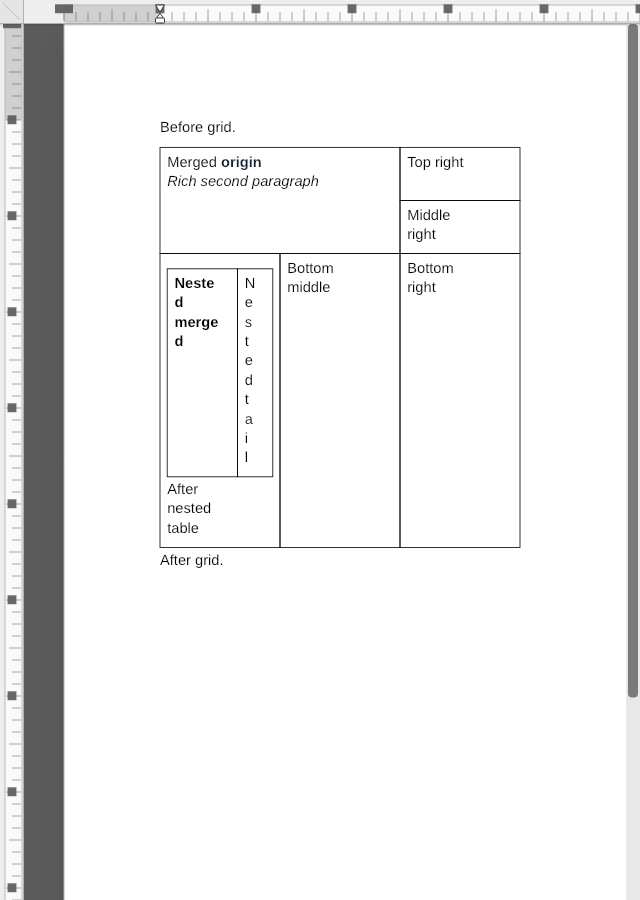 Before grid.
Merged origin
Rich second paragraph
Top right
Middle
right
Neste
d
merge
d
N
e
s
t
e
d
t
a
i
l
After
nested
table
Bottom
middle
Bottom
right
After grid.